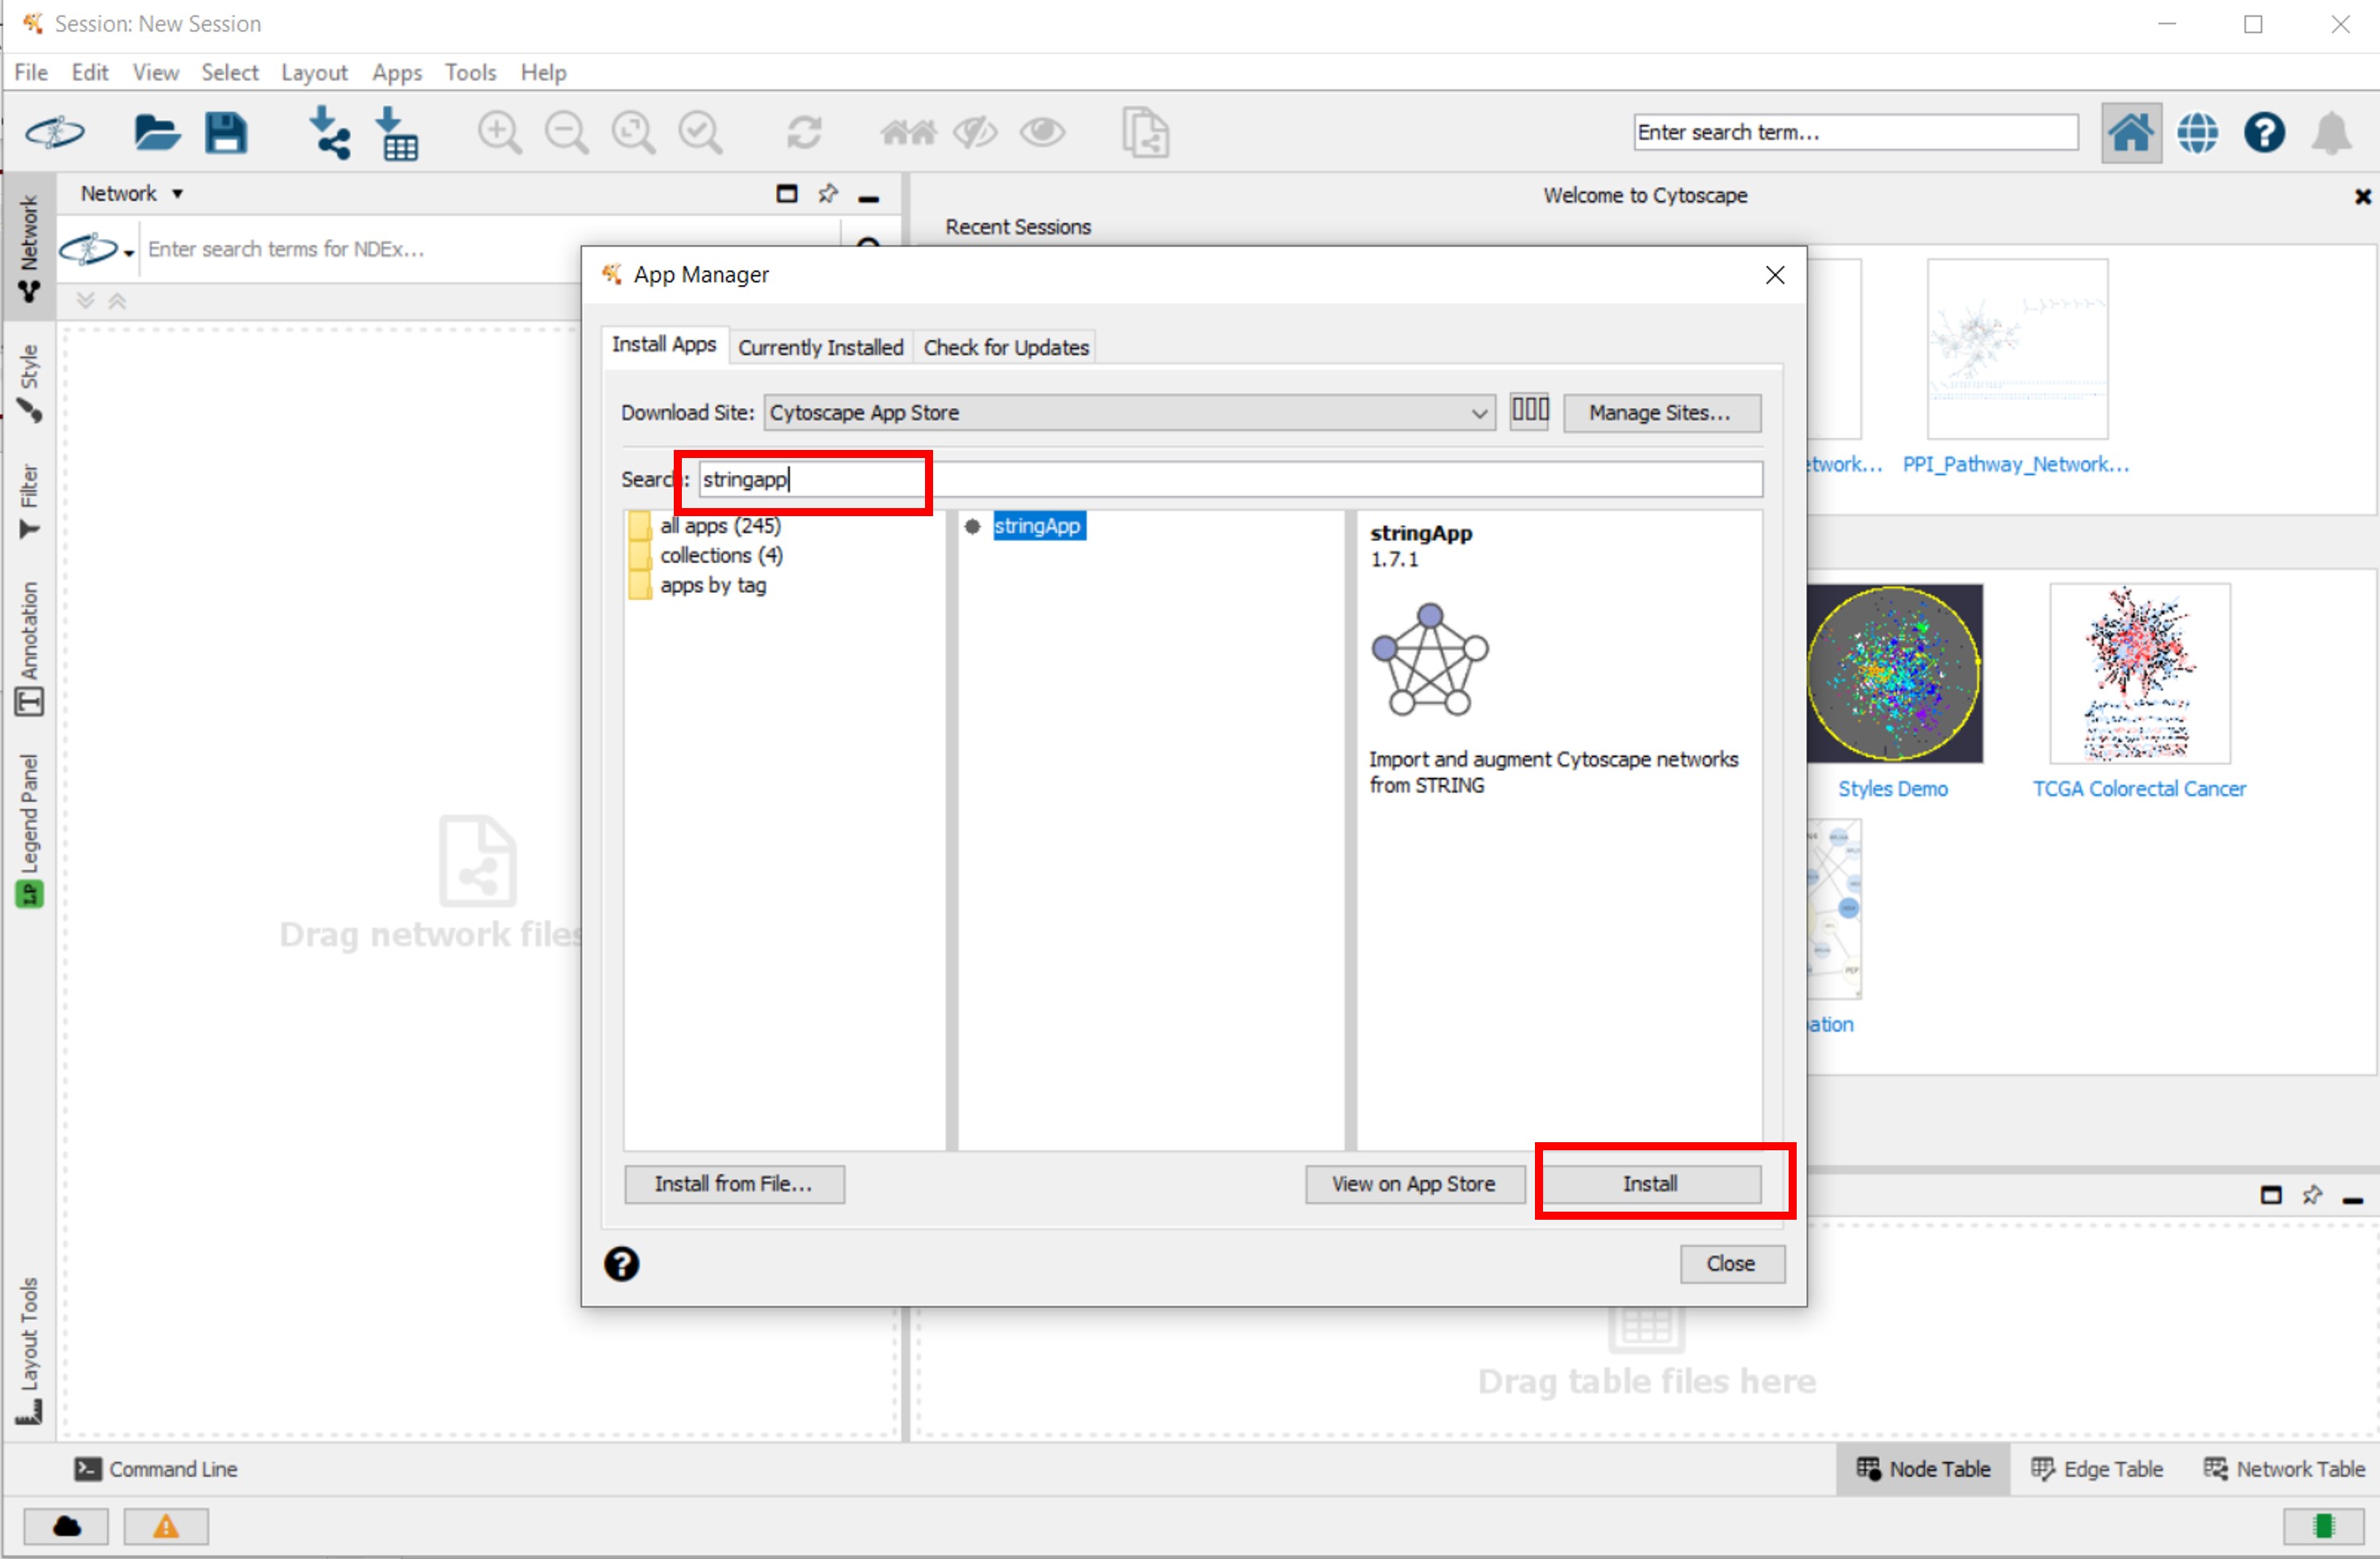 Session: New Session
File Edit View Select Layout Apps Tools Help
Enter search term...
Network
Style
Filter
Annotation
T
Legend Panel
LP
Layout Tools
Network
Enter search terms for NDEx...
Drag network files
Welcome to Cytoscape
Recent Sessions
etwork...
PPI_Pathway_Network...
Styles Demo
TCGA Colorectal Cancer
ation
App Manager
Install Apps Currently Installed Check for Updates
Download Site: Cytoscape App Store Manage Sites...
Search: stringapp
all apps (245)
collections (4)
apps by tag
stringApp
stringApp
1.7.1
Import and augment Cytoscape networks
from STRING
Install from File... View on App Store Install
Close
Drag table files here
Command Line
Node Table Edge Table Network Table